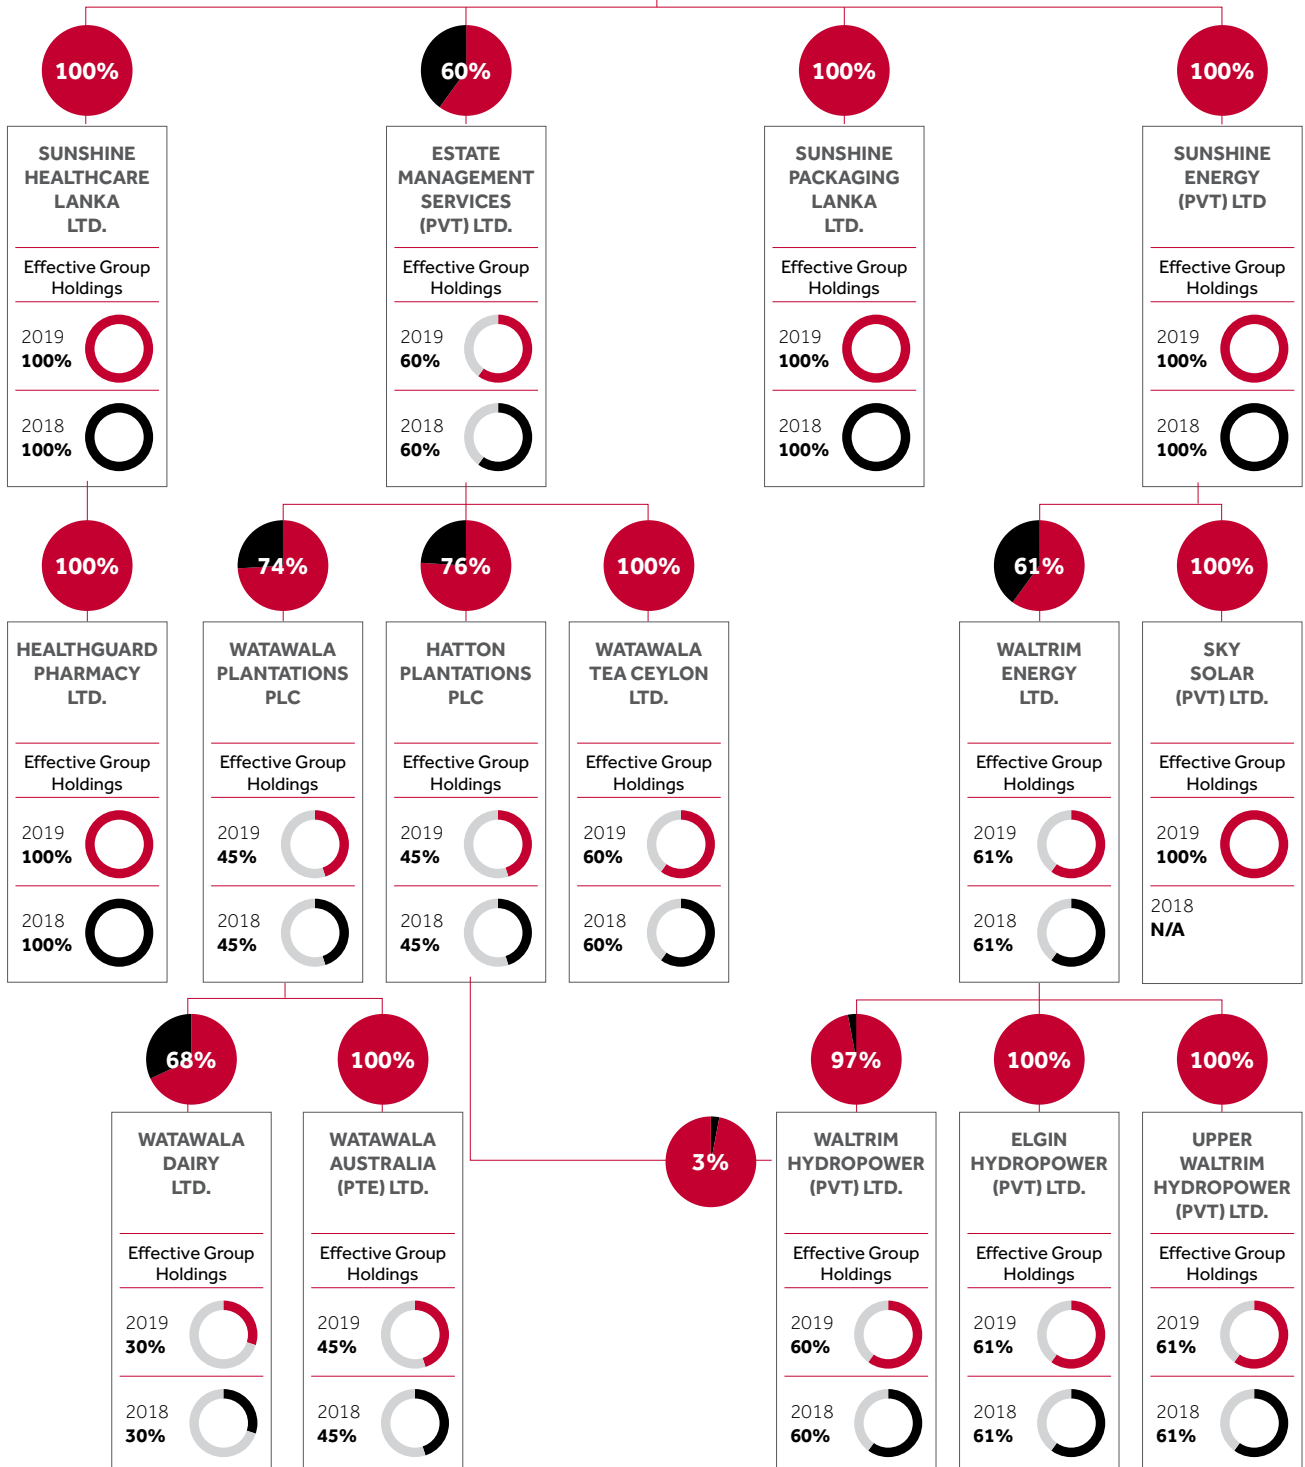 100%
60%
100%
100%
SUNSHINE
HEALTHCARE
LANKA
LTD.
Effective Group
Holdings
2019
100%
2018
100%
ESTATE
MANAGEMENT
SERVICES
(PVT) LTD.
Effective Group
Holdings
2019
60%
2018
60%
SUNSHINE
PACKAGING
LANKA
LTD.
Effective Group
Holdings
2019
100%
2018
100%
SUNSHINE
ENERGY
(PVT) LTD
Effective Group
Holdings
2019
100%
2018
100%
100%
74%
76%
100%
61%
100%
HEALTHGUARD
PHARMACY
LTD.
Effective Group
Holdings
2019
100%
2018
100%
WATAWALA
PLANTATIONS
PLC
Effective Group
Holdings
2019
45%
2018
45%
HATTON
PLANTATIONS
PLC
Effective Group
Holdings
2019
45%
2018
45%
WATAWALA
TEA CEYLON
LTD.
Effective Group
Holdings
2019
60%
2018
60%
WALTRIM
ENERGY
LTD.
Effective Group
Holdings
2019
61%
2018
61%
SKY
SOLAR
(PVT) LTD.
Effective Group
Holdings
2019
100%
2018
N/A
68%
100%
97%
100%
100%
3%
WATAWALA
DAIRY
LTD.
Effective Group
Holdings
2019
30%
2018
30%
WATAWALA
AUSTRALIA
(PTE) LTD.
Effective Group
Holdings
2019
45%
2018
45%
WALTRIM
HYDROPOWER
(PVT) LTD.
Effective Group
Holdings
2019
60%
2018
60%
ELGIN
HYDROPOWER
(PVT) LTD.
Effective Group
Holdings
2019
61%
2018
61%
UPPER
WALTRIM
HYDROPOWER
(PVT) LTD.
Effective Group
Holdings
2019
61%
2018
61%